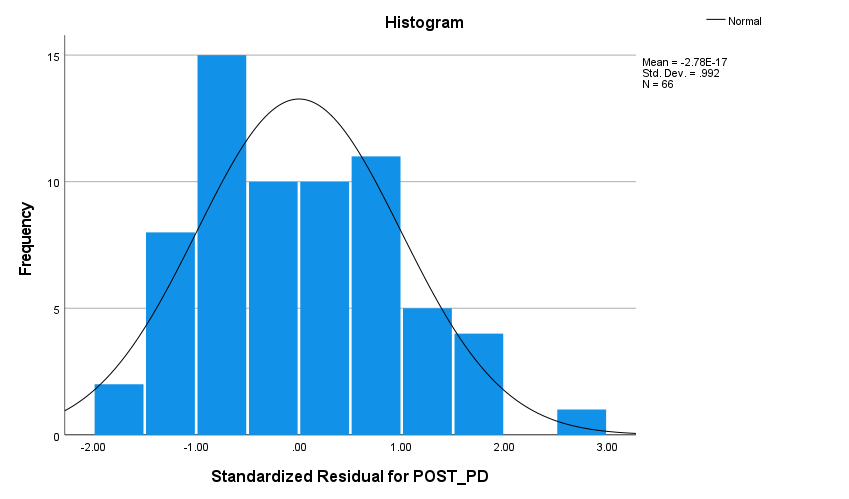 Histogram
Normal
Mean = -2.78E-17
Std. Dev. = .992
N = 66
15
10
5
0
Frequency
-2.00 -1.00 .00 1.00 2.00 3.00
Standardized Residual for POST_PD